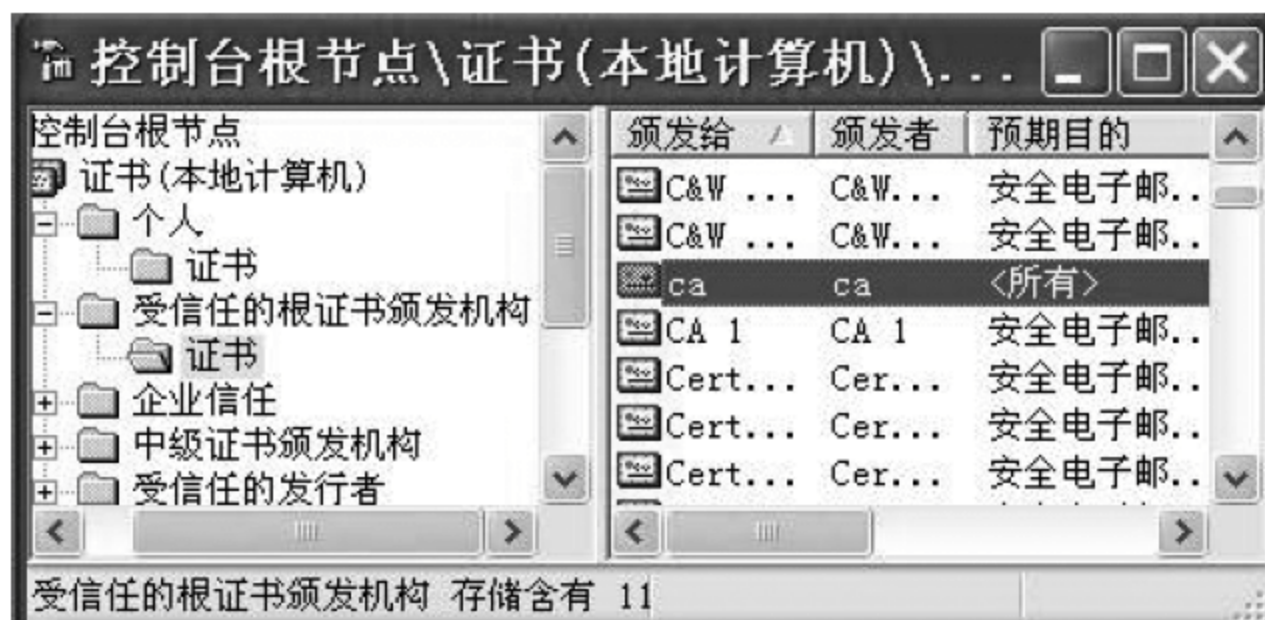 控制台根节点\证书(本地计算机)\...
控制台根节点
证书(本地计算机)
个人
证书
受信任的根证书颁发机构
证书
企业信任
中级证书颁发机构
受信任的发行者
颁发给 颁发者 预期目的
C&W ... C&W... 安全电子邮..
C&W ... C&W... 安全电子邮..
ca ca <所有>
CA 1 CA 1 安全电子邮..
Cert... Cer... 安全电子邮..
Cert... Cer... 安全电子邮..
Cert... Cer... 安全电子邮..
受信任的根证书颁发机构 存储含有 11